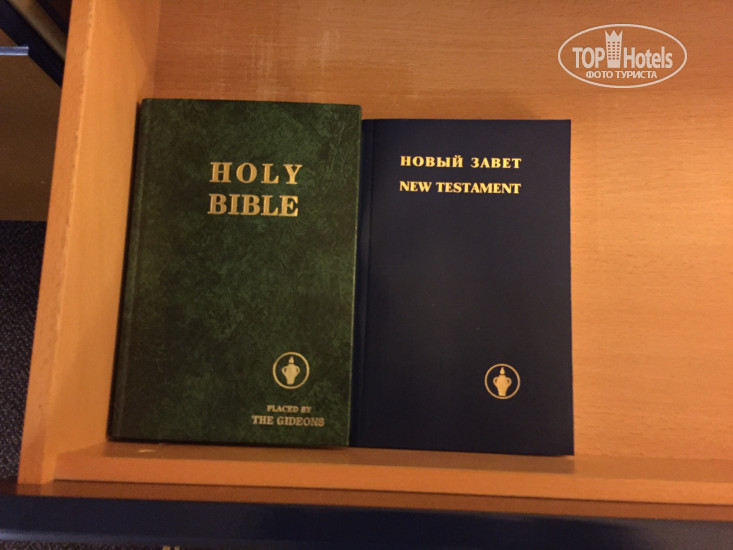 HOLY
BIBLE
PLACED BY
THE GIDEONS
НОВЫЙ ЗАВЕТ
NEW TESTAMENT
TOP Hotels
ФОТО ТУРИСТА